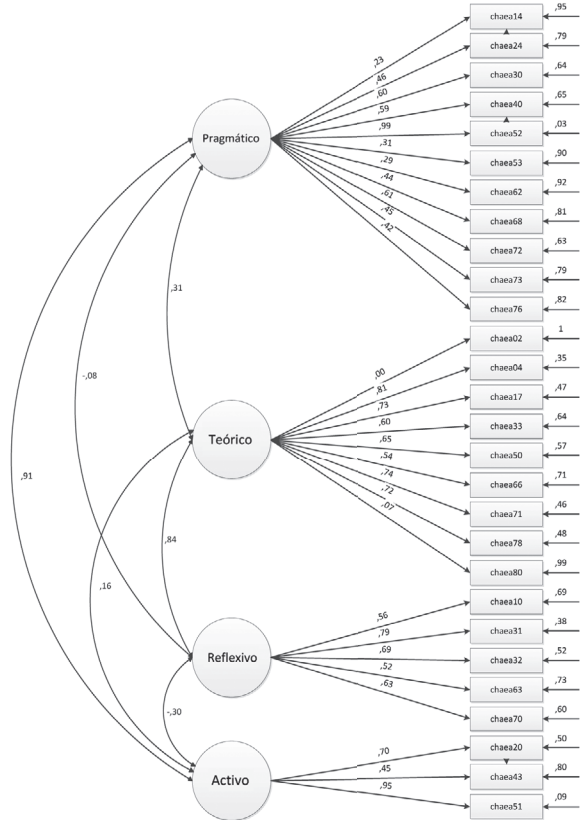 chaea14 ,95
,23
chaea24 ,79
,46
chaea30 ,64
,60
chaea40 ,65
,59
Pragmático
chaea52 ,03
,99
chaea53 ,90
,31
chaea62 ,92
,29
chaea68 ,81
,44
chaea72 ,63
,61
chaea73 ,79
,45
chaea76 ,82
,42
,31
chaea02 1
,00
chaea04 ,35
,81
-,08
chaea17 ,47
,73
chaea33 ,64
,60
Teórico
chaea50 ,57
,65
,91
chaea66 ,71
,54
chaea71 ,46
,74
chaea78 ,48
,72
,84
chaea80 ,99
,07
,16
chaea10 ,69
,56
chaea31 ,38
,79
Reflexivo
chaea32 ,52
,69
chaea63 ,73
,52
chaea70 ,60
,63
-,30
chaea20 ,50
,70
Activo
chaea43 ,80
,45
chaea51 ,09
,95